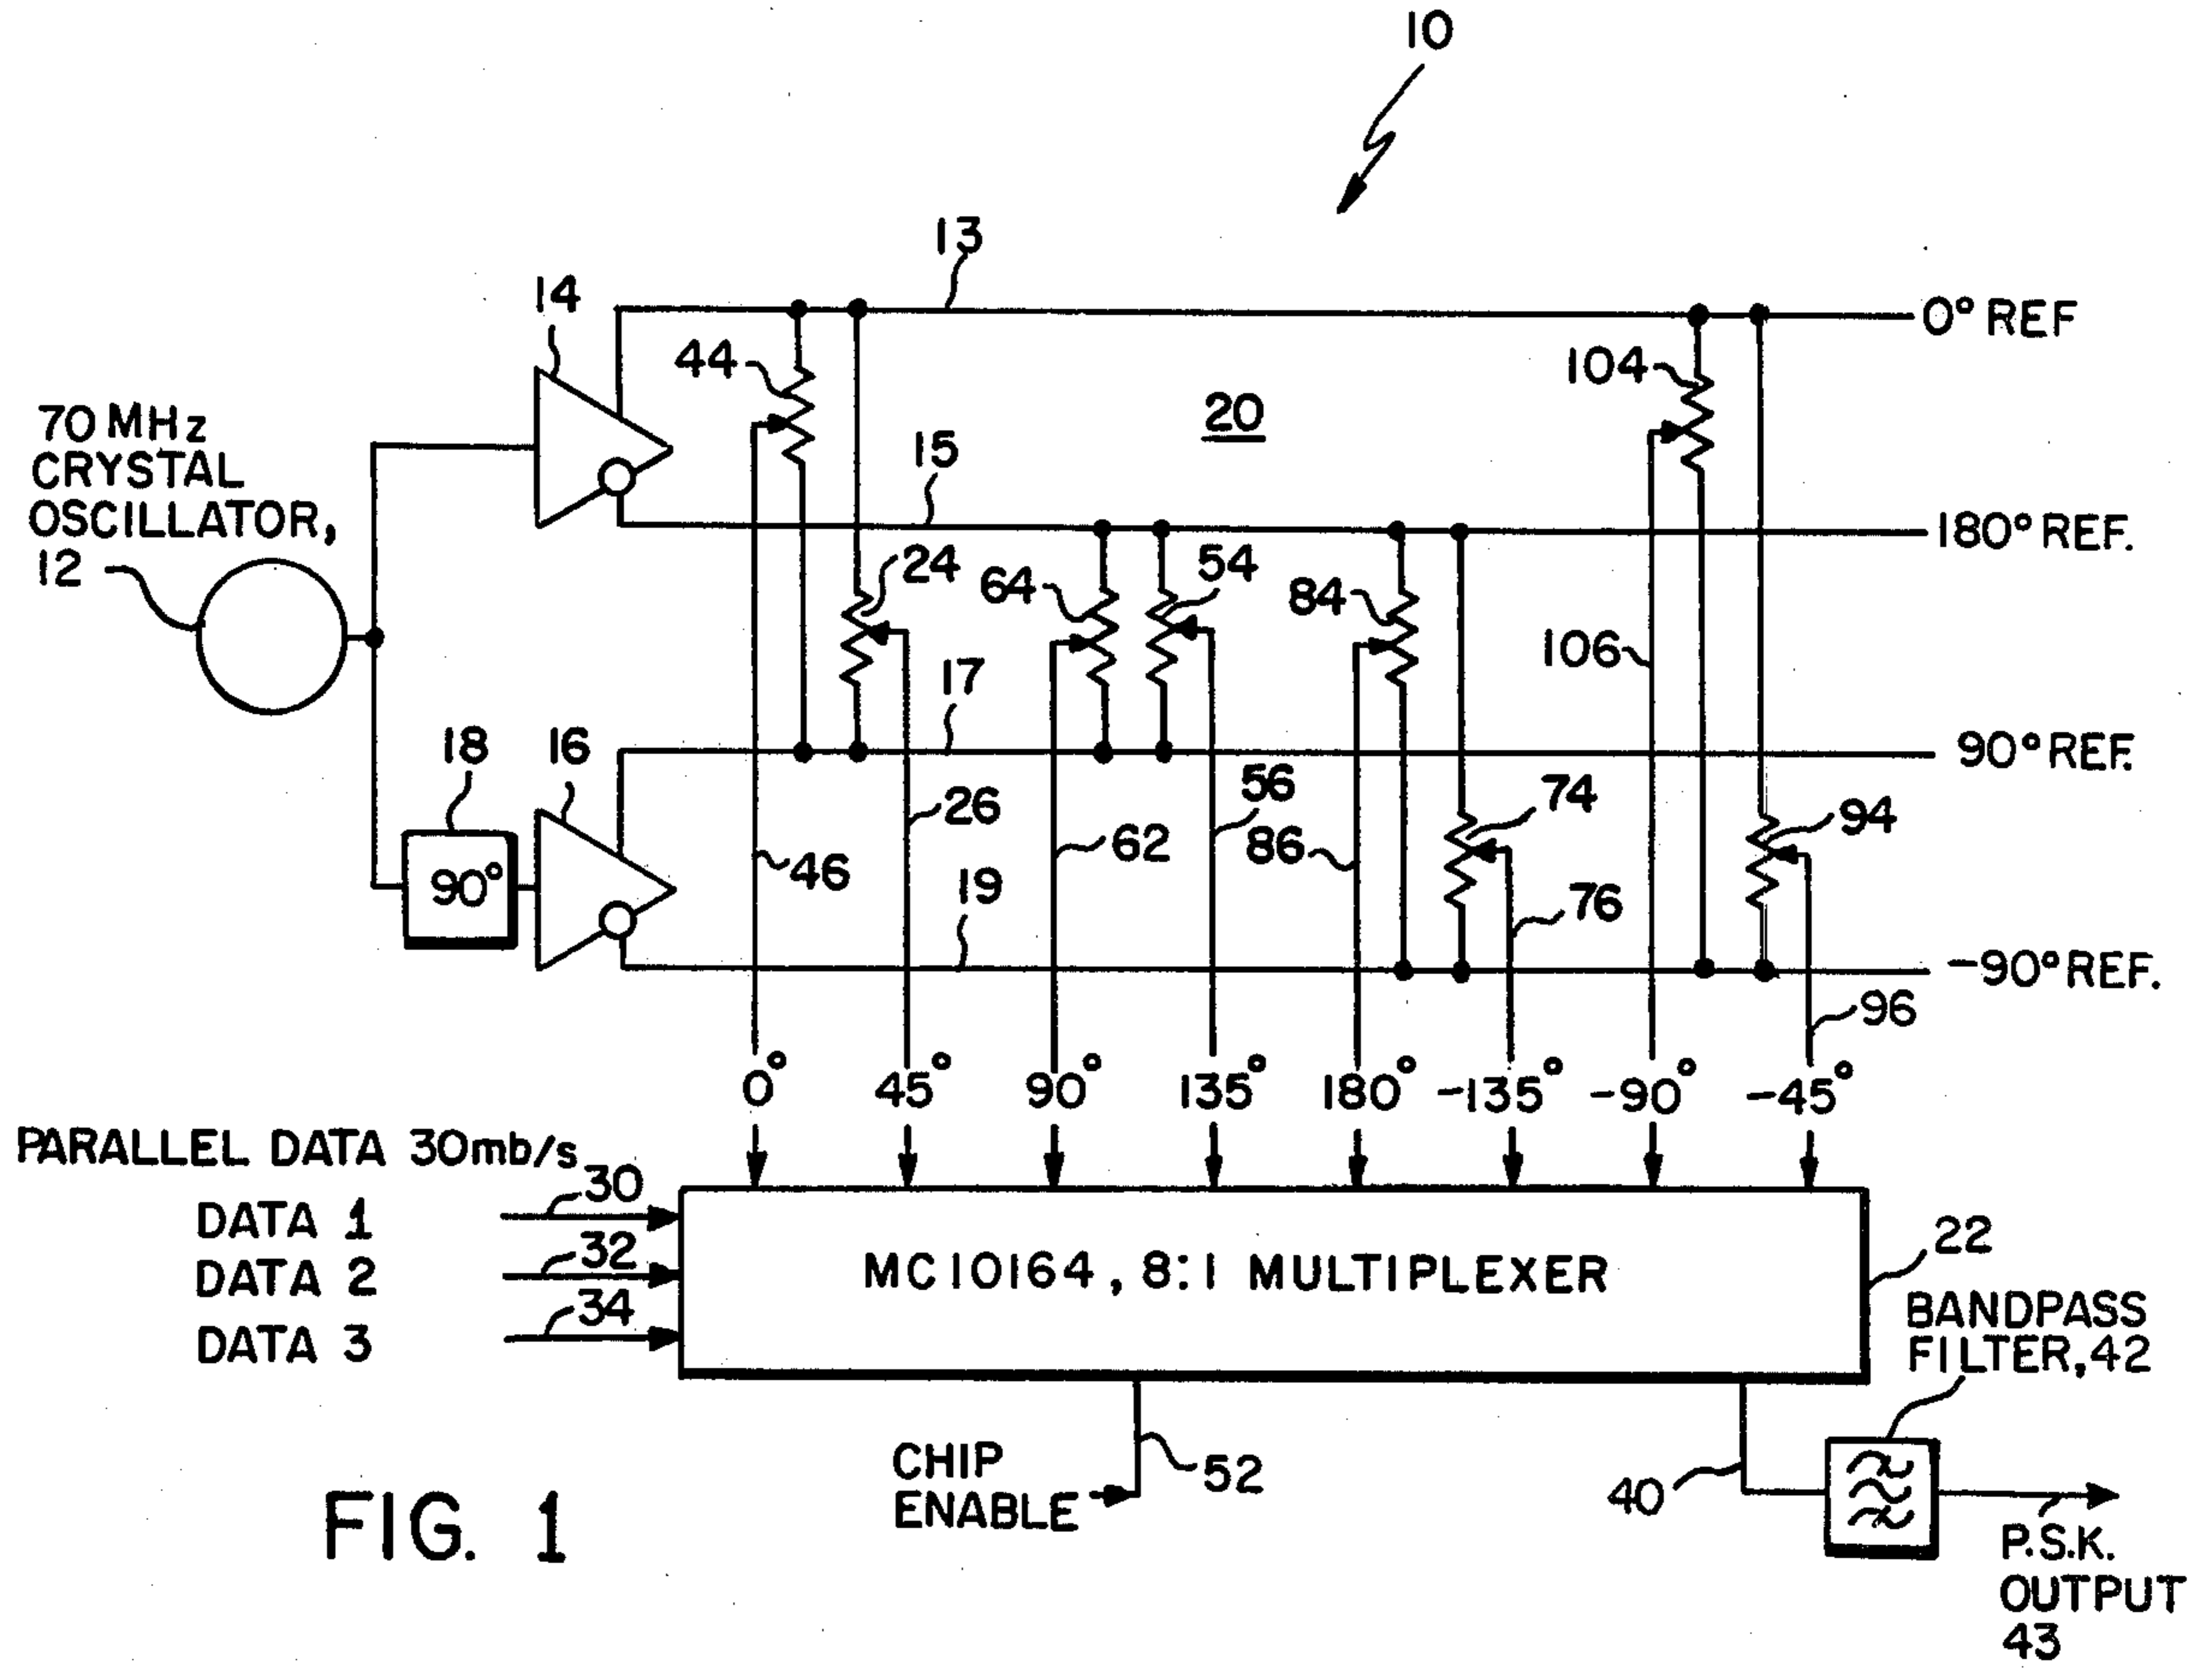 10
13
14
0° REF
44
104
70 MHz
CRYSTAL
OSCILLATOR,
12
20
15
180° REF.
24
64
54
84
106
17
90° REF.
18
16
26
56
74
94
90°
46
62
86
76
19
-90° REF.
96
0° 45° 90° 135° 180° -135° -90° -45°
PARALLEL DATA 30mb/s
30
DATA 1
32
DATA 2
34
DATA 3
MC10164, 8:1 MULTIPLEXER
22
BANDPASS
FILTER, 42
CHIP
ENABLE
52
40
P.S.K.
OUTPUT
43
FIG. 1